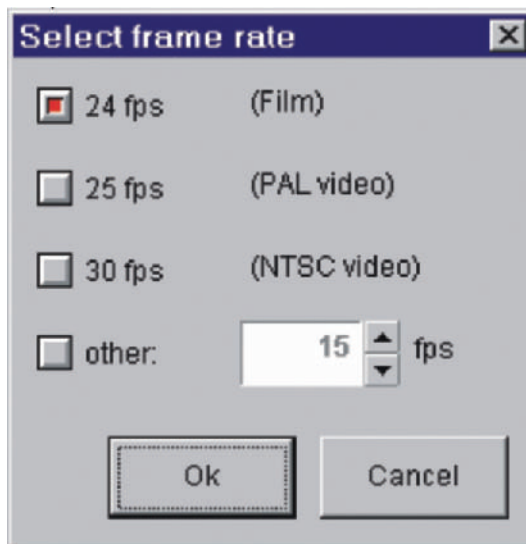 Select frame rate
24 fps (Film)
25 fps (PAL video)
30 fps (NTSC video)
other: 15 fps
Ok Cancel